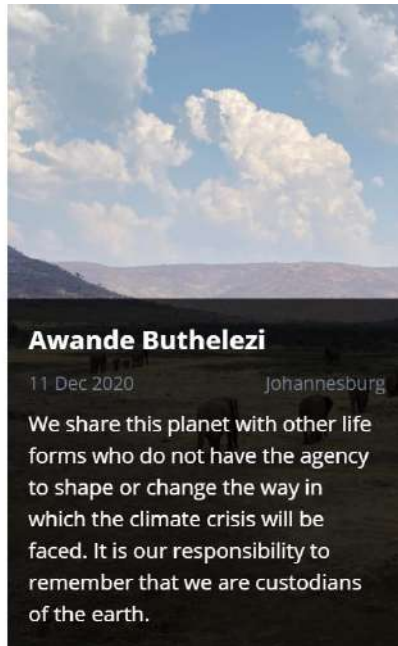 Awande Buthelezi
11 Dec 2020 Johannesburg
We share this planet with other life
forms who do not have the agency
to shape or change the way in
which the climate crisis will be
faced. It is our responsibility to
remember that we are custodians
of the earth.